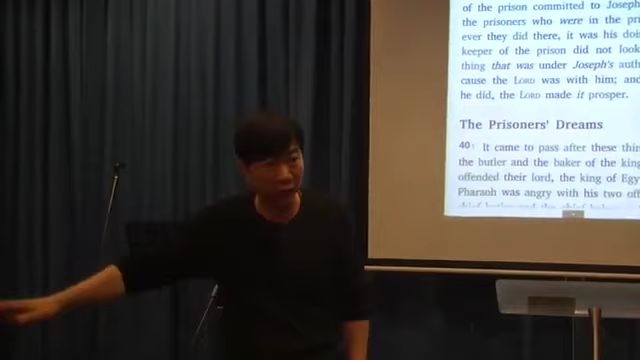 of the prison committed to Joseph
the prisoners who were in the pri
ever they did there, it was his doi
keeper of the prison did not look
thing that was under Joseph's auth
cause the LORD was with him; and
he did, the LORD made it prosper.
The Prisoners' Dreams
40 It came to pass after these thin
the butler and the baker of the king
offended their lord, the king of Egy
Pharaoh was angry with his two off